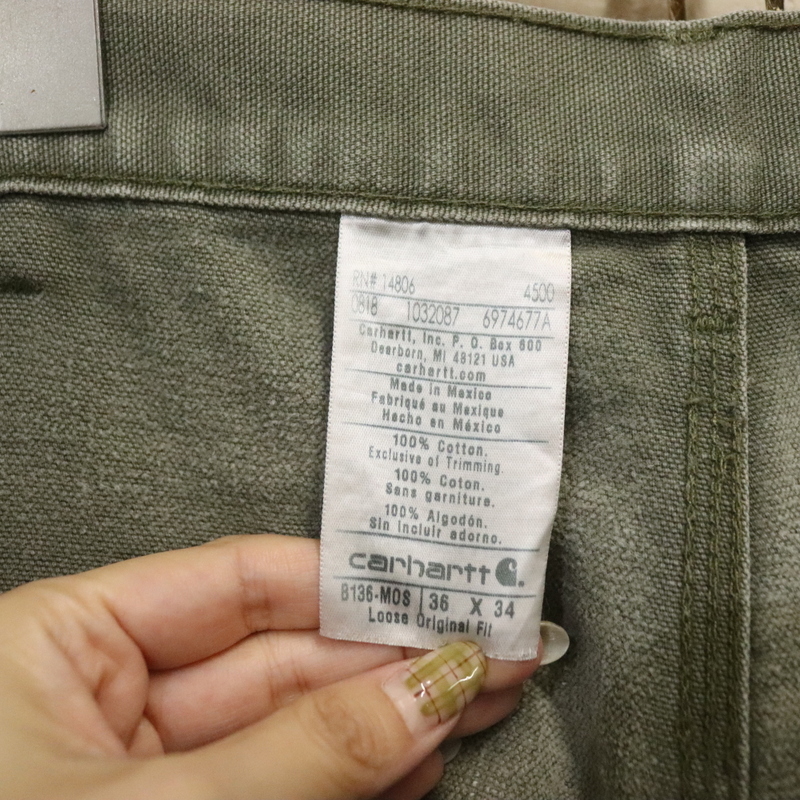 RN# 14806 4500
0818 1032087 6974677A
Carhartt, Inc. P. O. Box 600
Dearborn, MI 48121 USA
carhartt.com
Made in Mexico
Fabriqué au Mexique
Hecho en México
100% Cotton.
Exclusive of Trimming.
100% Coton.
Sans garniture.
100% Algodón.
Sin incluir adorno.
carhartt
B136-MOS 36 X 34
Loose Original Fit